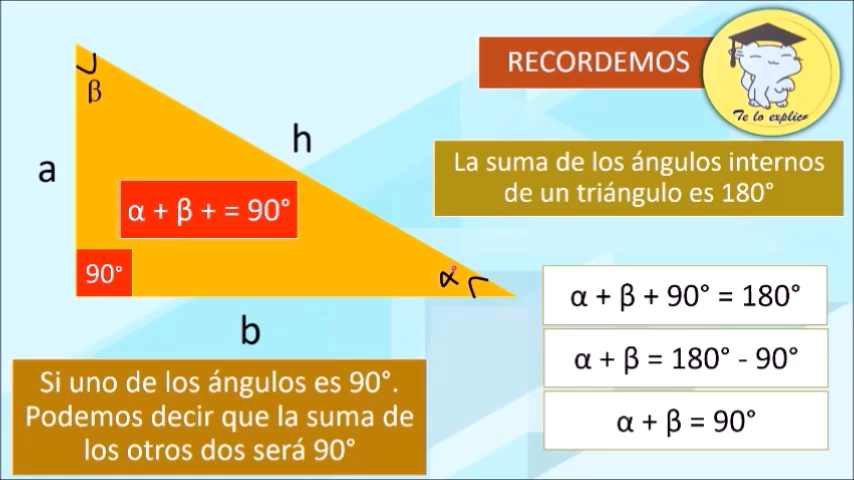 RECORDEMOS
Te lo explico
La suma de los ángulos internos
de un triángulo es 180°
β
a
h
α + β + = 90°
90°
α
b
α + β + 90° = 180°
α + β = 180° - 90°
α + β = 90°
Si uno de los ángulos es 90°.
Podemos decir que la suma de
los otros dos será 90°